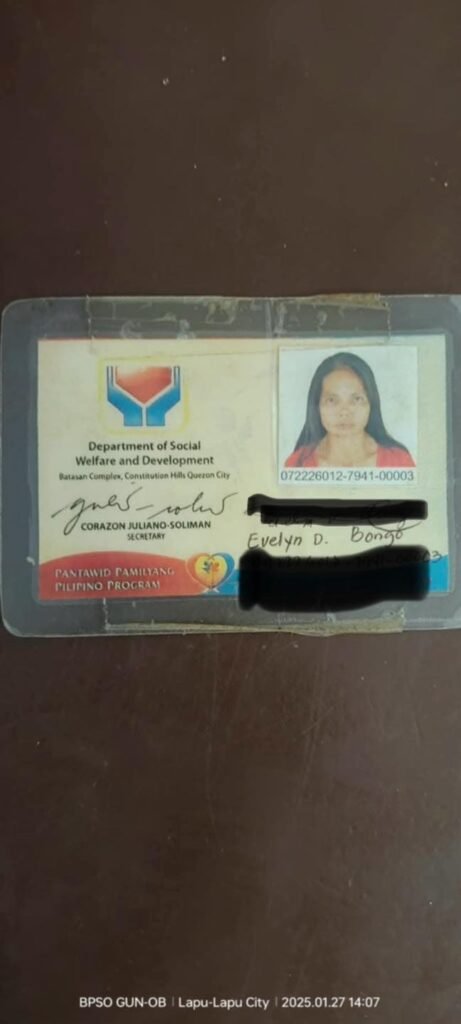 Department of Social
Welfare and Development
Batasan Complex, Constitution Hills Quezon City
CORAZON JULIANO-SOLIMAN
SECRETARY
PANTAWID PAMILYANG
PILIPINO PROGRAM
072226012-7941-00003
Evelyn D. Bongo
BPSO GUN-OB | Lapu-Lapu City | 2025.01.27 14:07